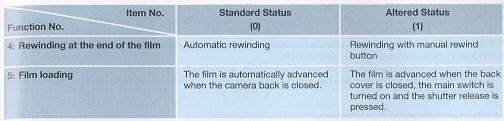 Item No.
Function No.
Standard Status
(0)
Altered Status
(1)
4: Rewinding at the end of the film
Automatic rewinding
Rewinding with manual rewind
button
5: Film loading
The film is automatically advanced
when the camera back is closed.
The film is advanced when the back
cover is closed, the main switch is
turned on and the shutter release is
pressed.